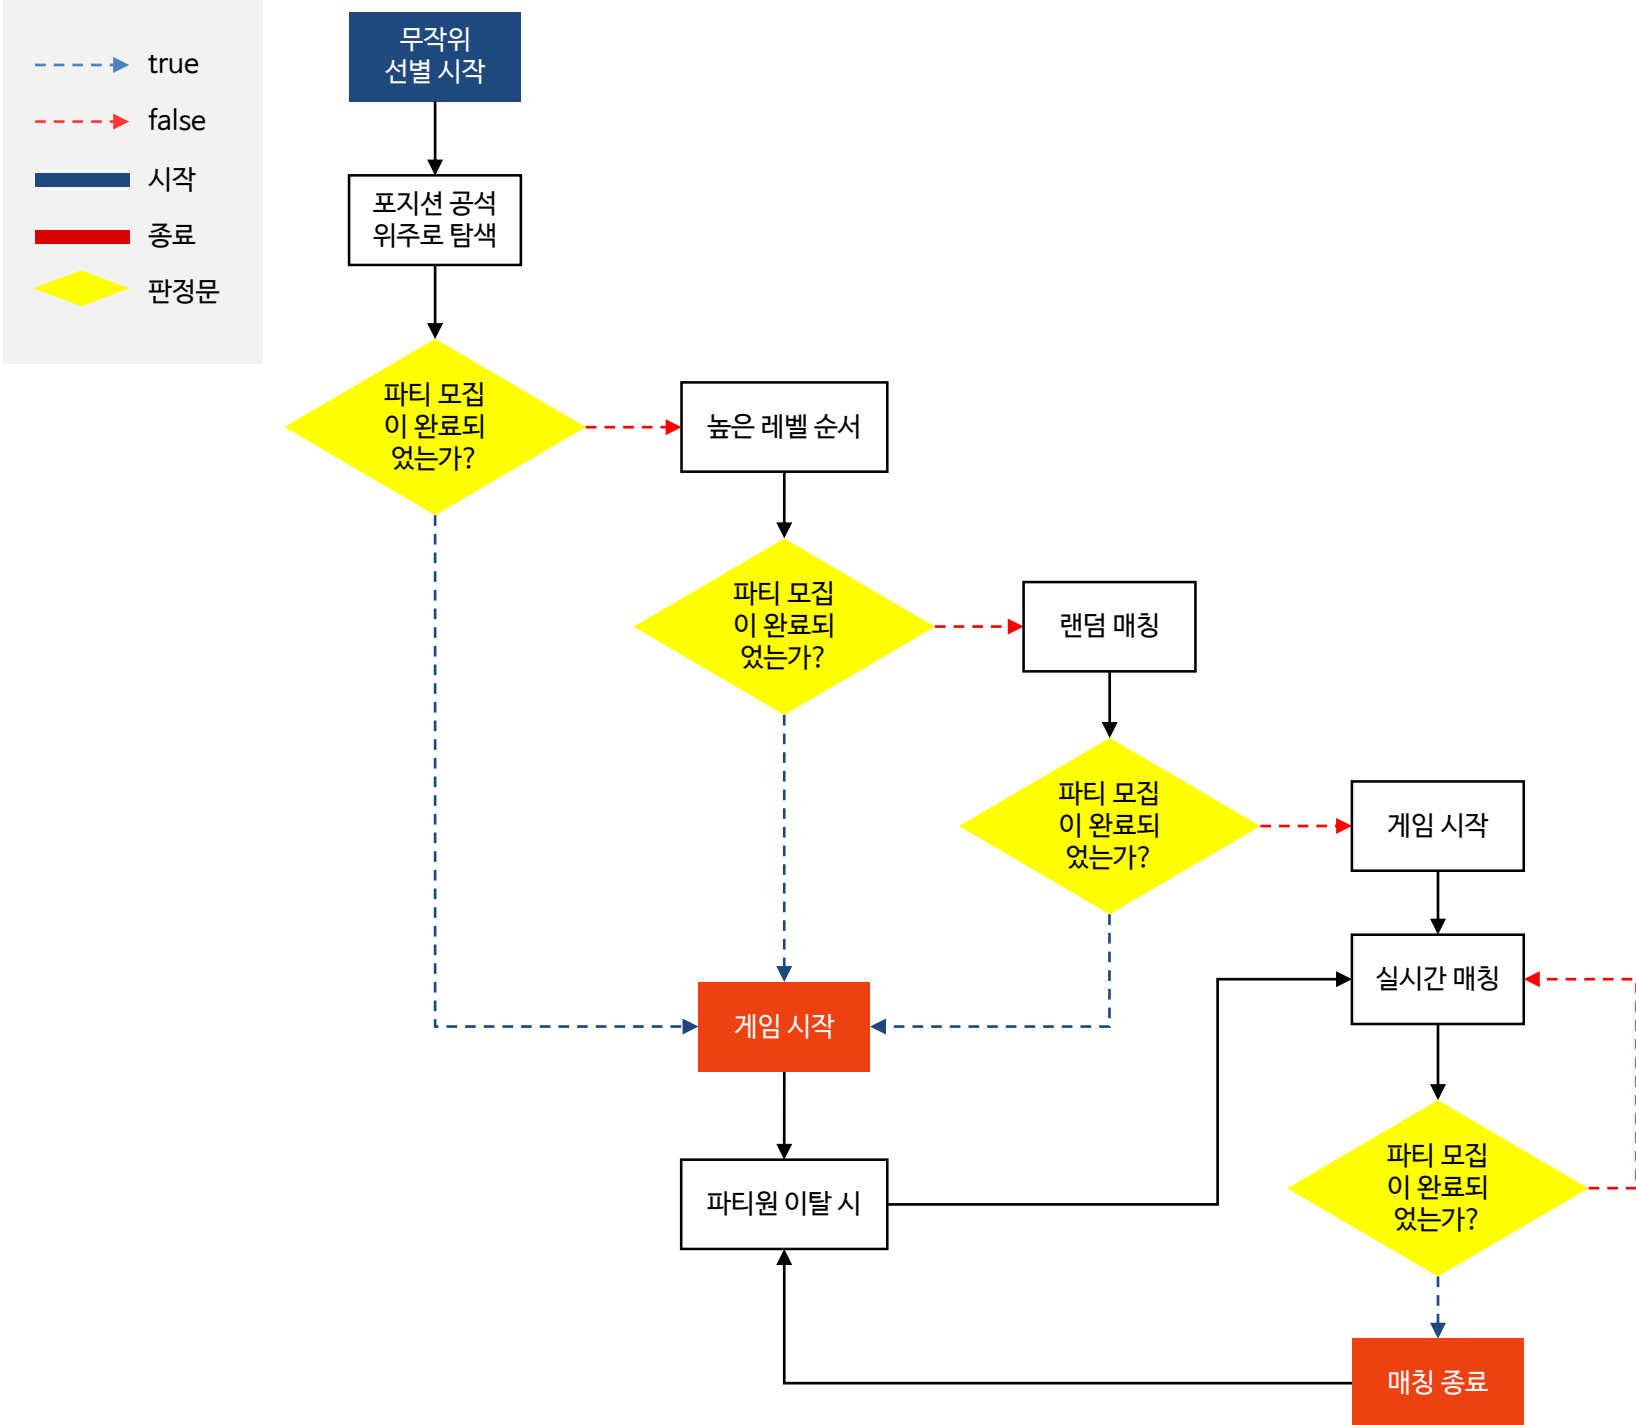 true
false
시작
종료
판정문
무작위
선별 시작
포지션 공석
위주로 탐색
파티 모집
이 완료되
었는가?
높은 레벨 순서
파티 모집
이 완료되
었는가?
랜덤 매칭
파티 모집
이 완료되
었는가?
게임 시작
실시간 매칭
게임 시작
파티원 이탈 시
파티 모집
이 완료되
었는가?
매칭 종료